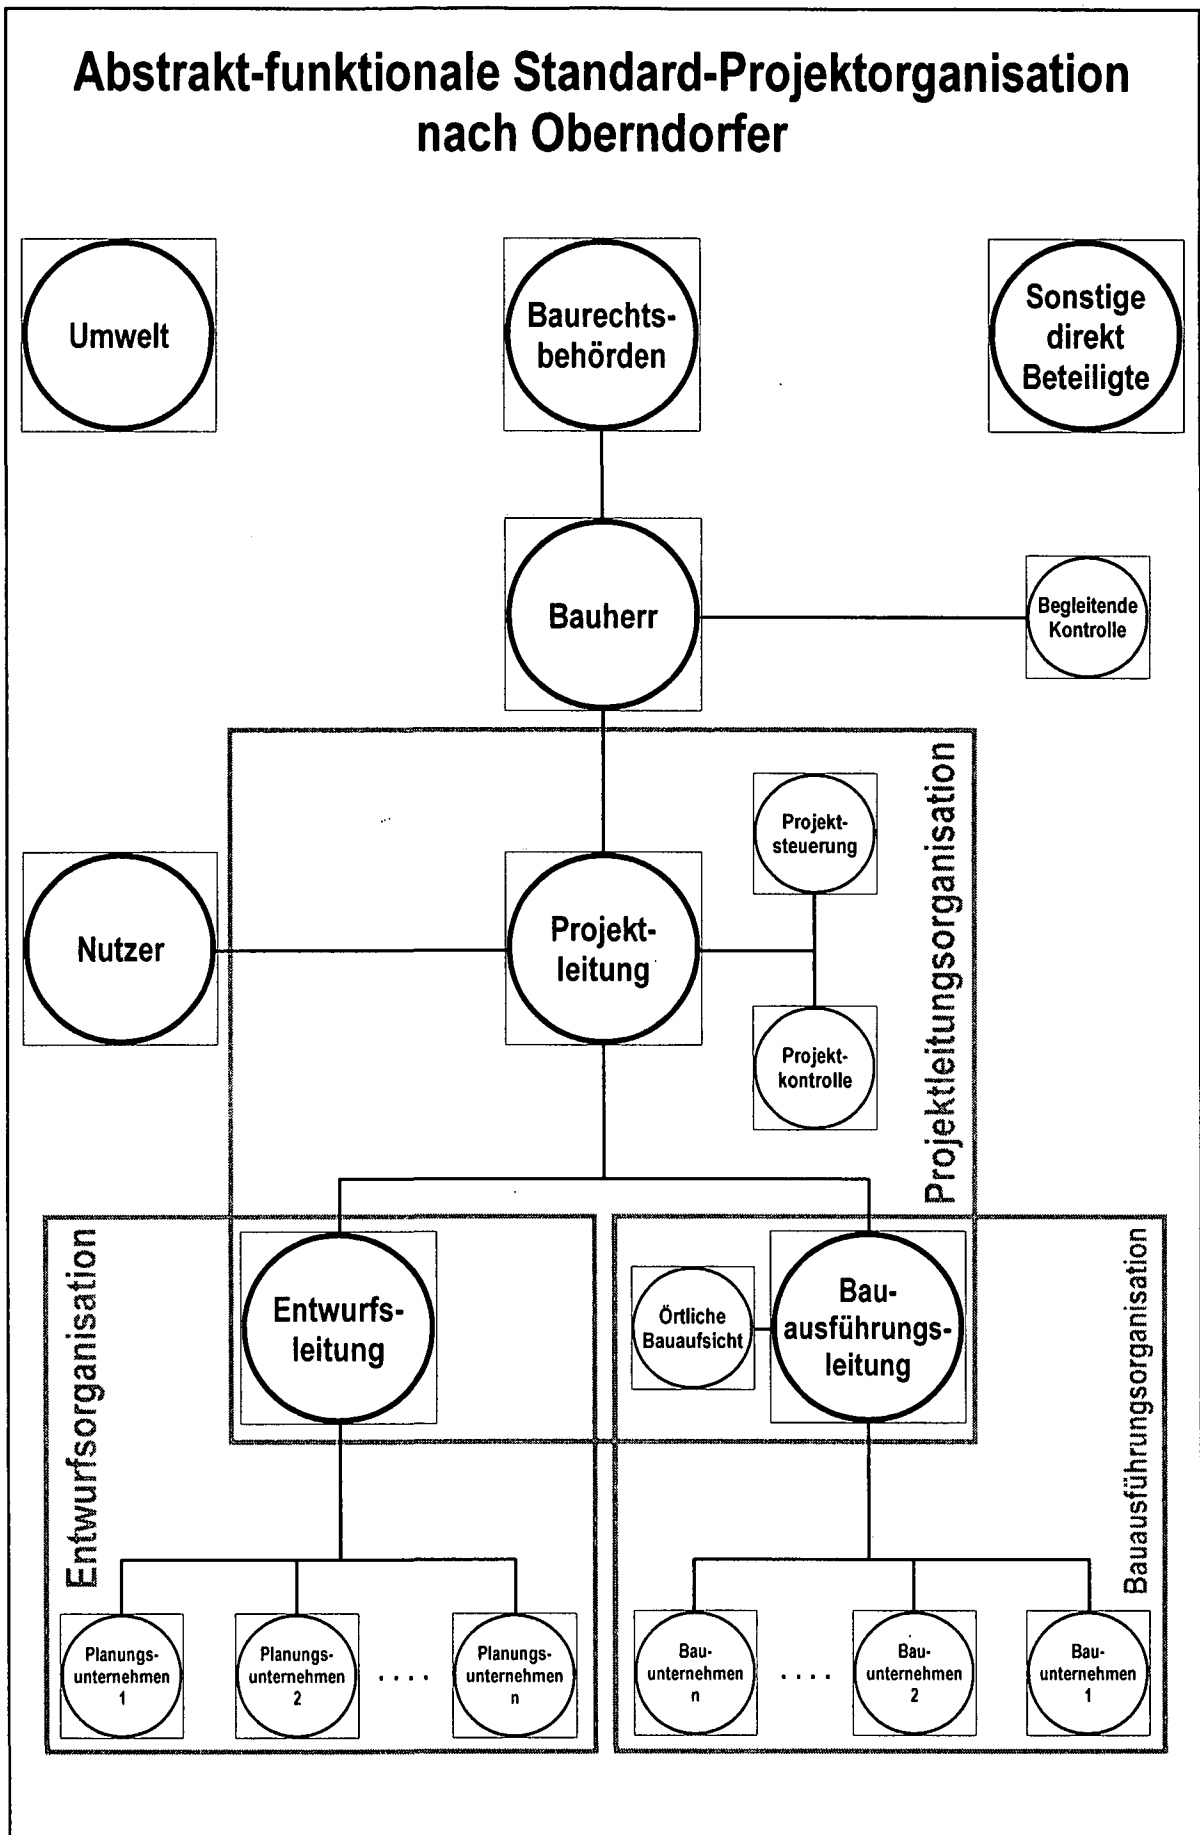 Abstrakt-funktionale Standard-Projektorganisation
nach Oberndorfer
Umwelt
Baurechts-
behörden
Sonstige
direkt
Beteiligte
Bauherr
Begleitende
Kontrolle
Projektleitungsorganisation
Projekt-
steuerung
Nutzer
Projekt-
leitung
Projekt-
kontrolle
Entwurfsorganisation
Entwurfs-
leitung
Örtliche
Bauaufsicht
Bau-
ausführungs-
leitung
Bauausführungsorganisation
Planungs-
unternehmen
1
Planungs-
unternehmen
2
. . . .
Planungs-
unternehmen
n
Bau-
unternehmen
n
. . . .
Bau-
unternehmen
2
Bau-
unternehmen
1